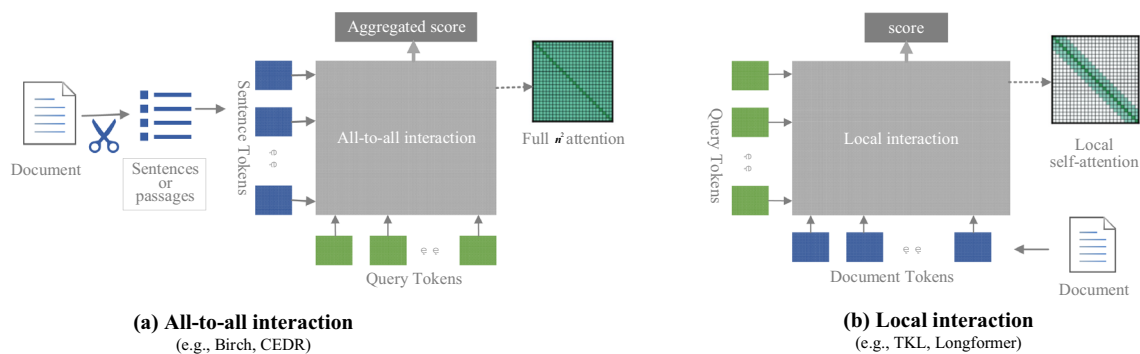 Aggregated score
Sentence Tokens
All-to-all interaction
Full n² attention
Document
Sentences or
passages
Query Tokens
(a) All-to-all interaction
(e.g., Birch, CEDR)
score
Query Tokens
Local interaction
Local
self-attention
Document Tokens
Document
(b) Local interaction
(e.g., TKL, Longformer)